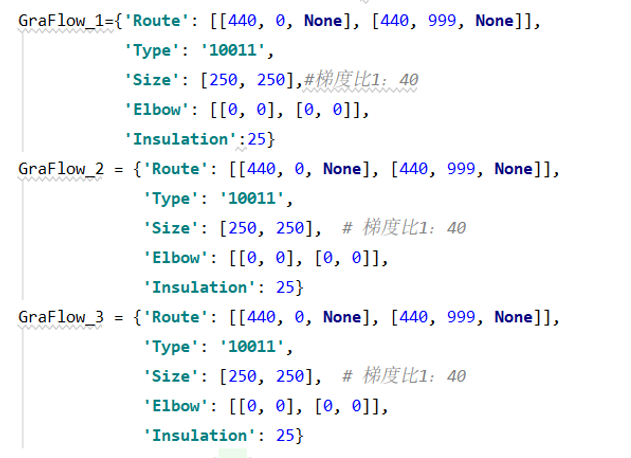 GraFlow_1={'Route': [[440, 0, None], [440, 999, None]],
'Type': '10011',
'Size': [250, 250],#梯度比1：40
'Elbow': [[0, 0], [0, 0]],
'Insulation':25}
GraFlow_2 = {'Route': [[440, 0, None], [440, 999, None]],
'Type': '10011',
'Size': [250, 250],  # 梯度比1：40
'Elbow': [[0, 0], [0, 0]],
'Insulation': 25}
GraFlow_3 = {'Route': [[440, 0, None], [440, 999, None]],
'Type': '10011',
'Size': [250, 250],  # 梯度比1：40
'Elbow': [[0, 0], [0, 0]],
'Insulation': 25}